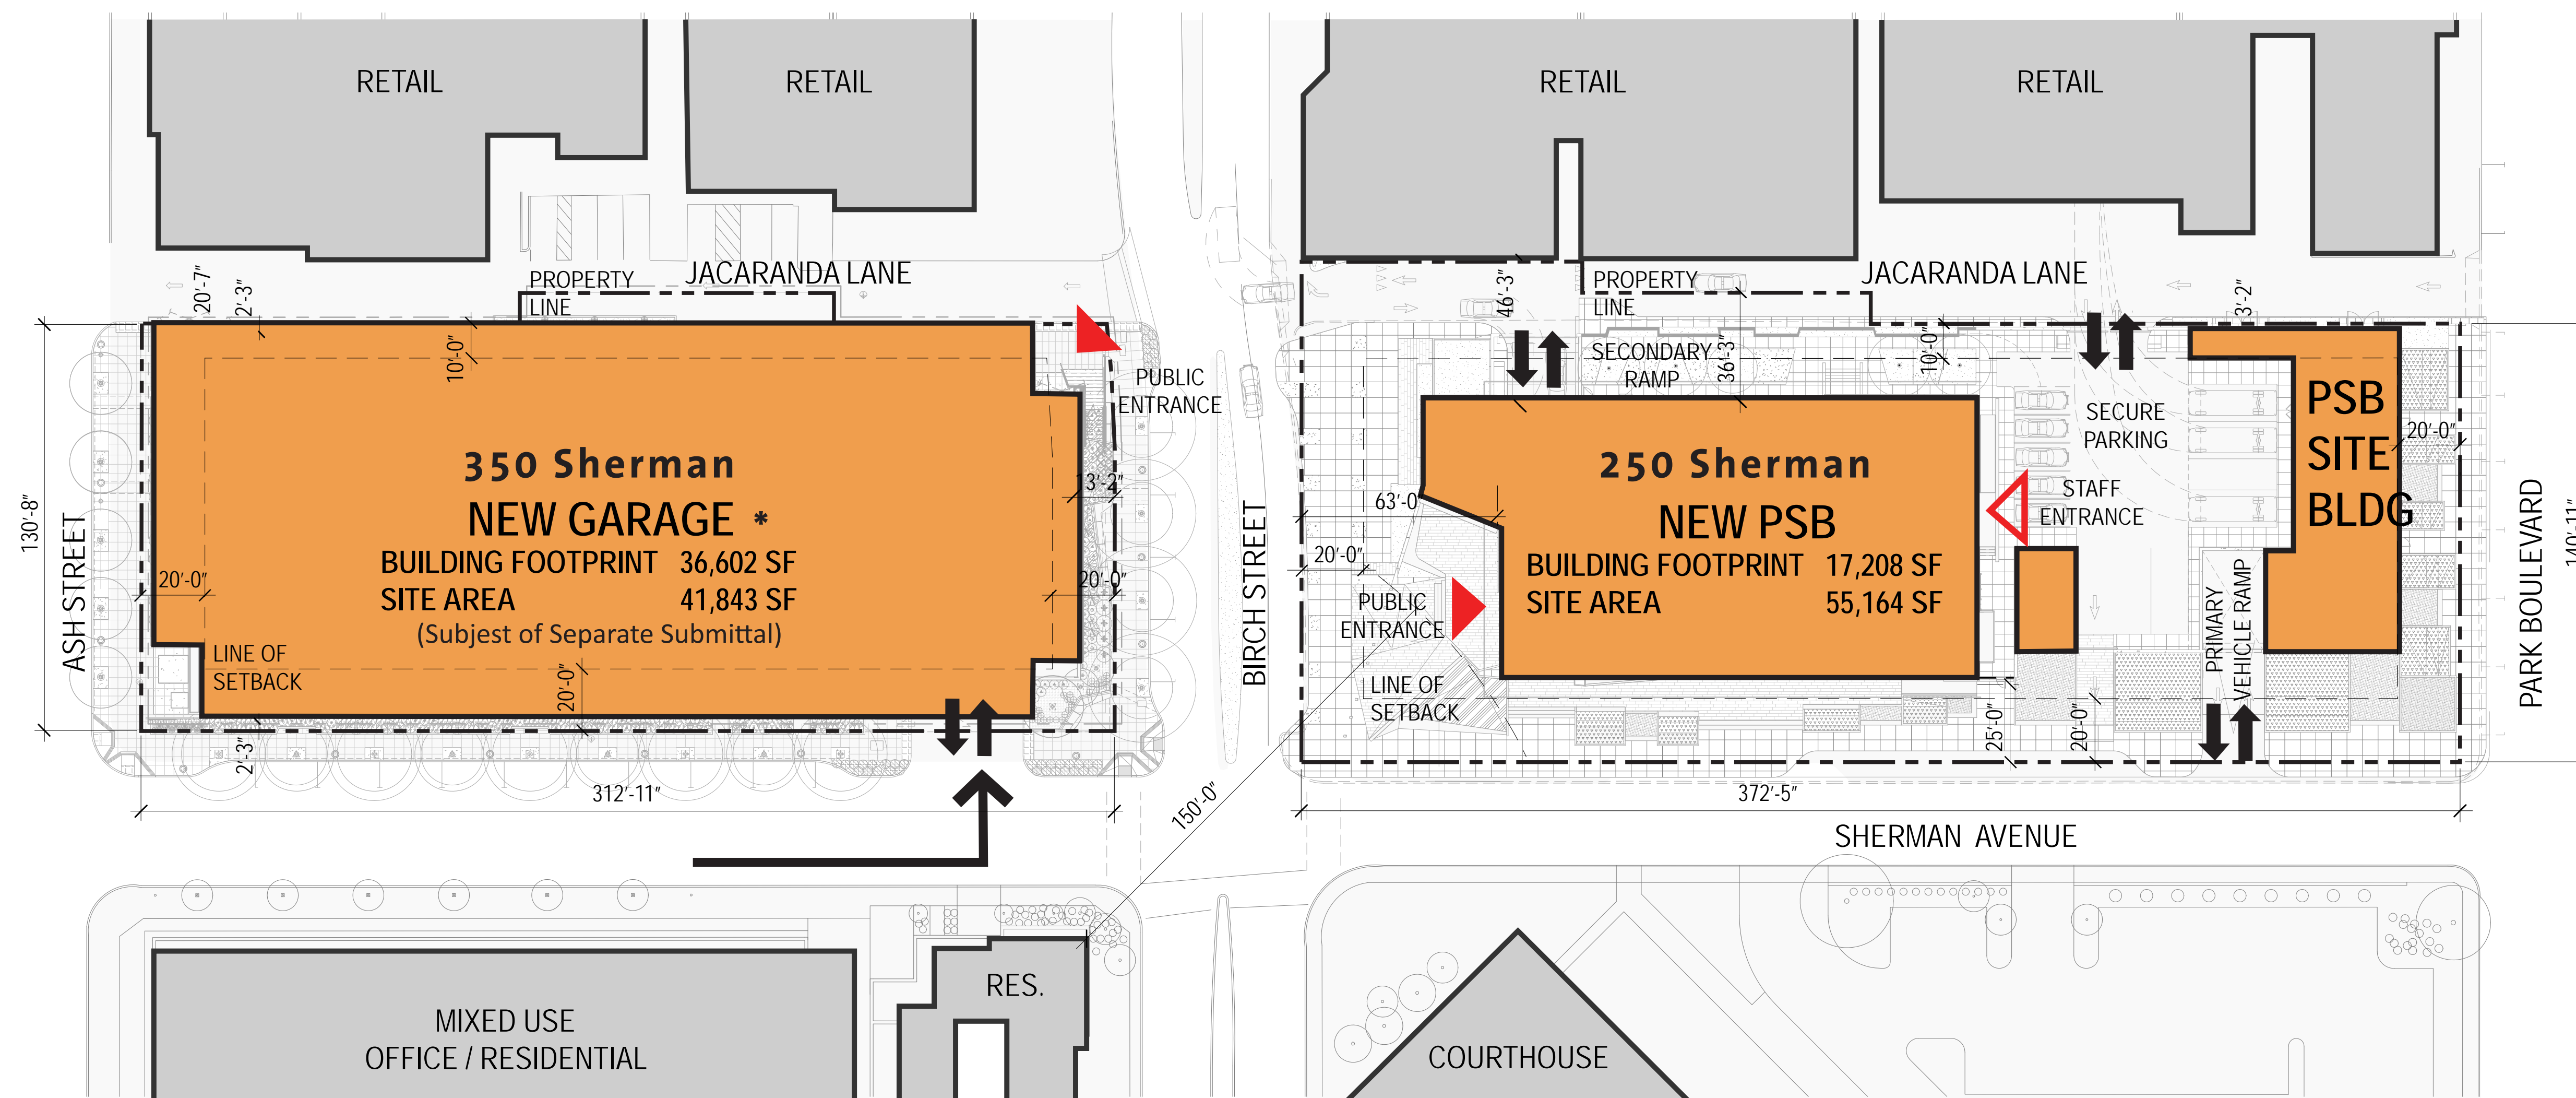 RETAIL
RETAIL
RETAIL
RETAIL
20'-7"
2'-3"
PROPERTY
LINE
JACARANDA LANE
10'-0"
PUBLIC
ENTRANCE
350 Sherman
NEW GARAGE *
BUILDING FOOTPRINT 36,602 SF
SITE AREA 41,843 SF
(Subjest of Separate Submittal)
13'-2"
20'-0"
20'-0"
LINE OF
SETBACK
20'-0"
2'-3"
130'-8"
ASH STREET
312'-11"
BIRCH STREET
150'-0"
46'-3"
PROPERTY
LINE
JACARANDA LANE
SECONDARY
RAMP
36'-3"
10'-0"
3'-2"
63'-0"
20'-0"
250 Sherman
NEW PSB
BUILDING FOOTPRINT 17,208 SF
SITE AREA 55,164 SF
PUBLIC
ENTRANCE
LINE OF
SETBACK
SECURE
PARKING
STAFF
ENTRANCE
PSB
SITE
BLDG
20'-0"
PRIMARY
VEHICLE RAMP
25'-0"
20'-0"
372'-5"
PARK BOULEVARD
140'-11"
SHERMAN AVENUE
MIXED USE
OFFICE / RESIDENTIAL
RES.
COURTHOUSE